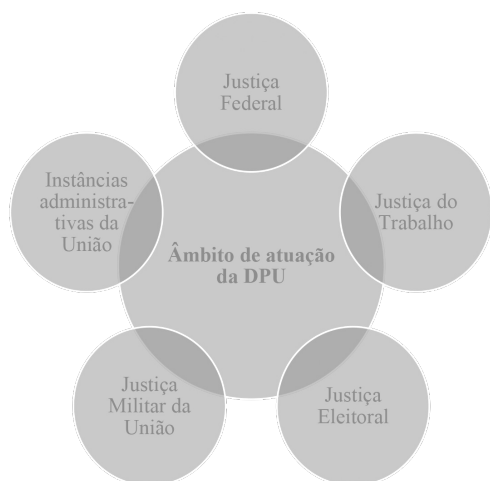 Justiça
Federal
Instâncias
administra-
tivas da
União
Justiça do
Trabalho
Âmbito de atuação
da DPU
Justiça
Militar da
União
Justiça
Eleitoral